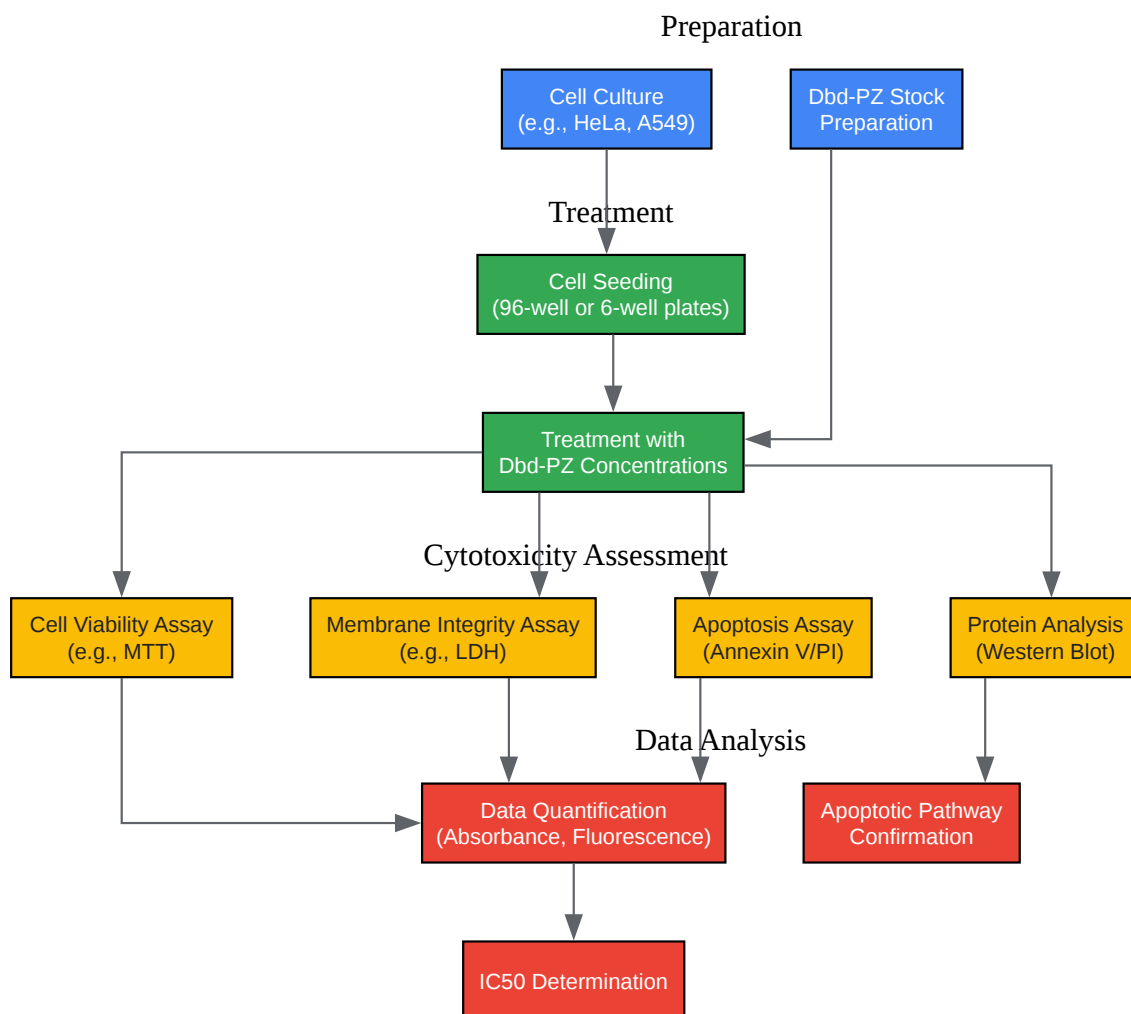 Preparation
Cell Culture
(e.g., HeLa, A549)
Dbd-PZ Stock
Preparation
Treatment
Cell Seeding
(96-well or 6-well plates)
Treatment with
Dbd-PZ Concentrations
Cytotoxicity Assessment
Cell Viability Assay
(e.g., MTT)
Membrane Integrity Assay
(e.g., LDH)
Apoptosis Assay
(Annexin V/PI)
Protein Analysis
(Western Blot)
Data Analysis
Data Quantification
(Absorbance, Fluorescence)
Apoptotic Pathway
Confirmation
IC50 Determination